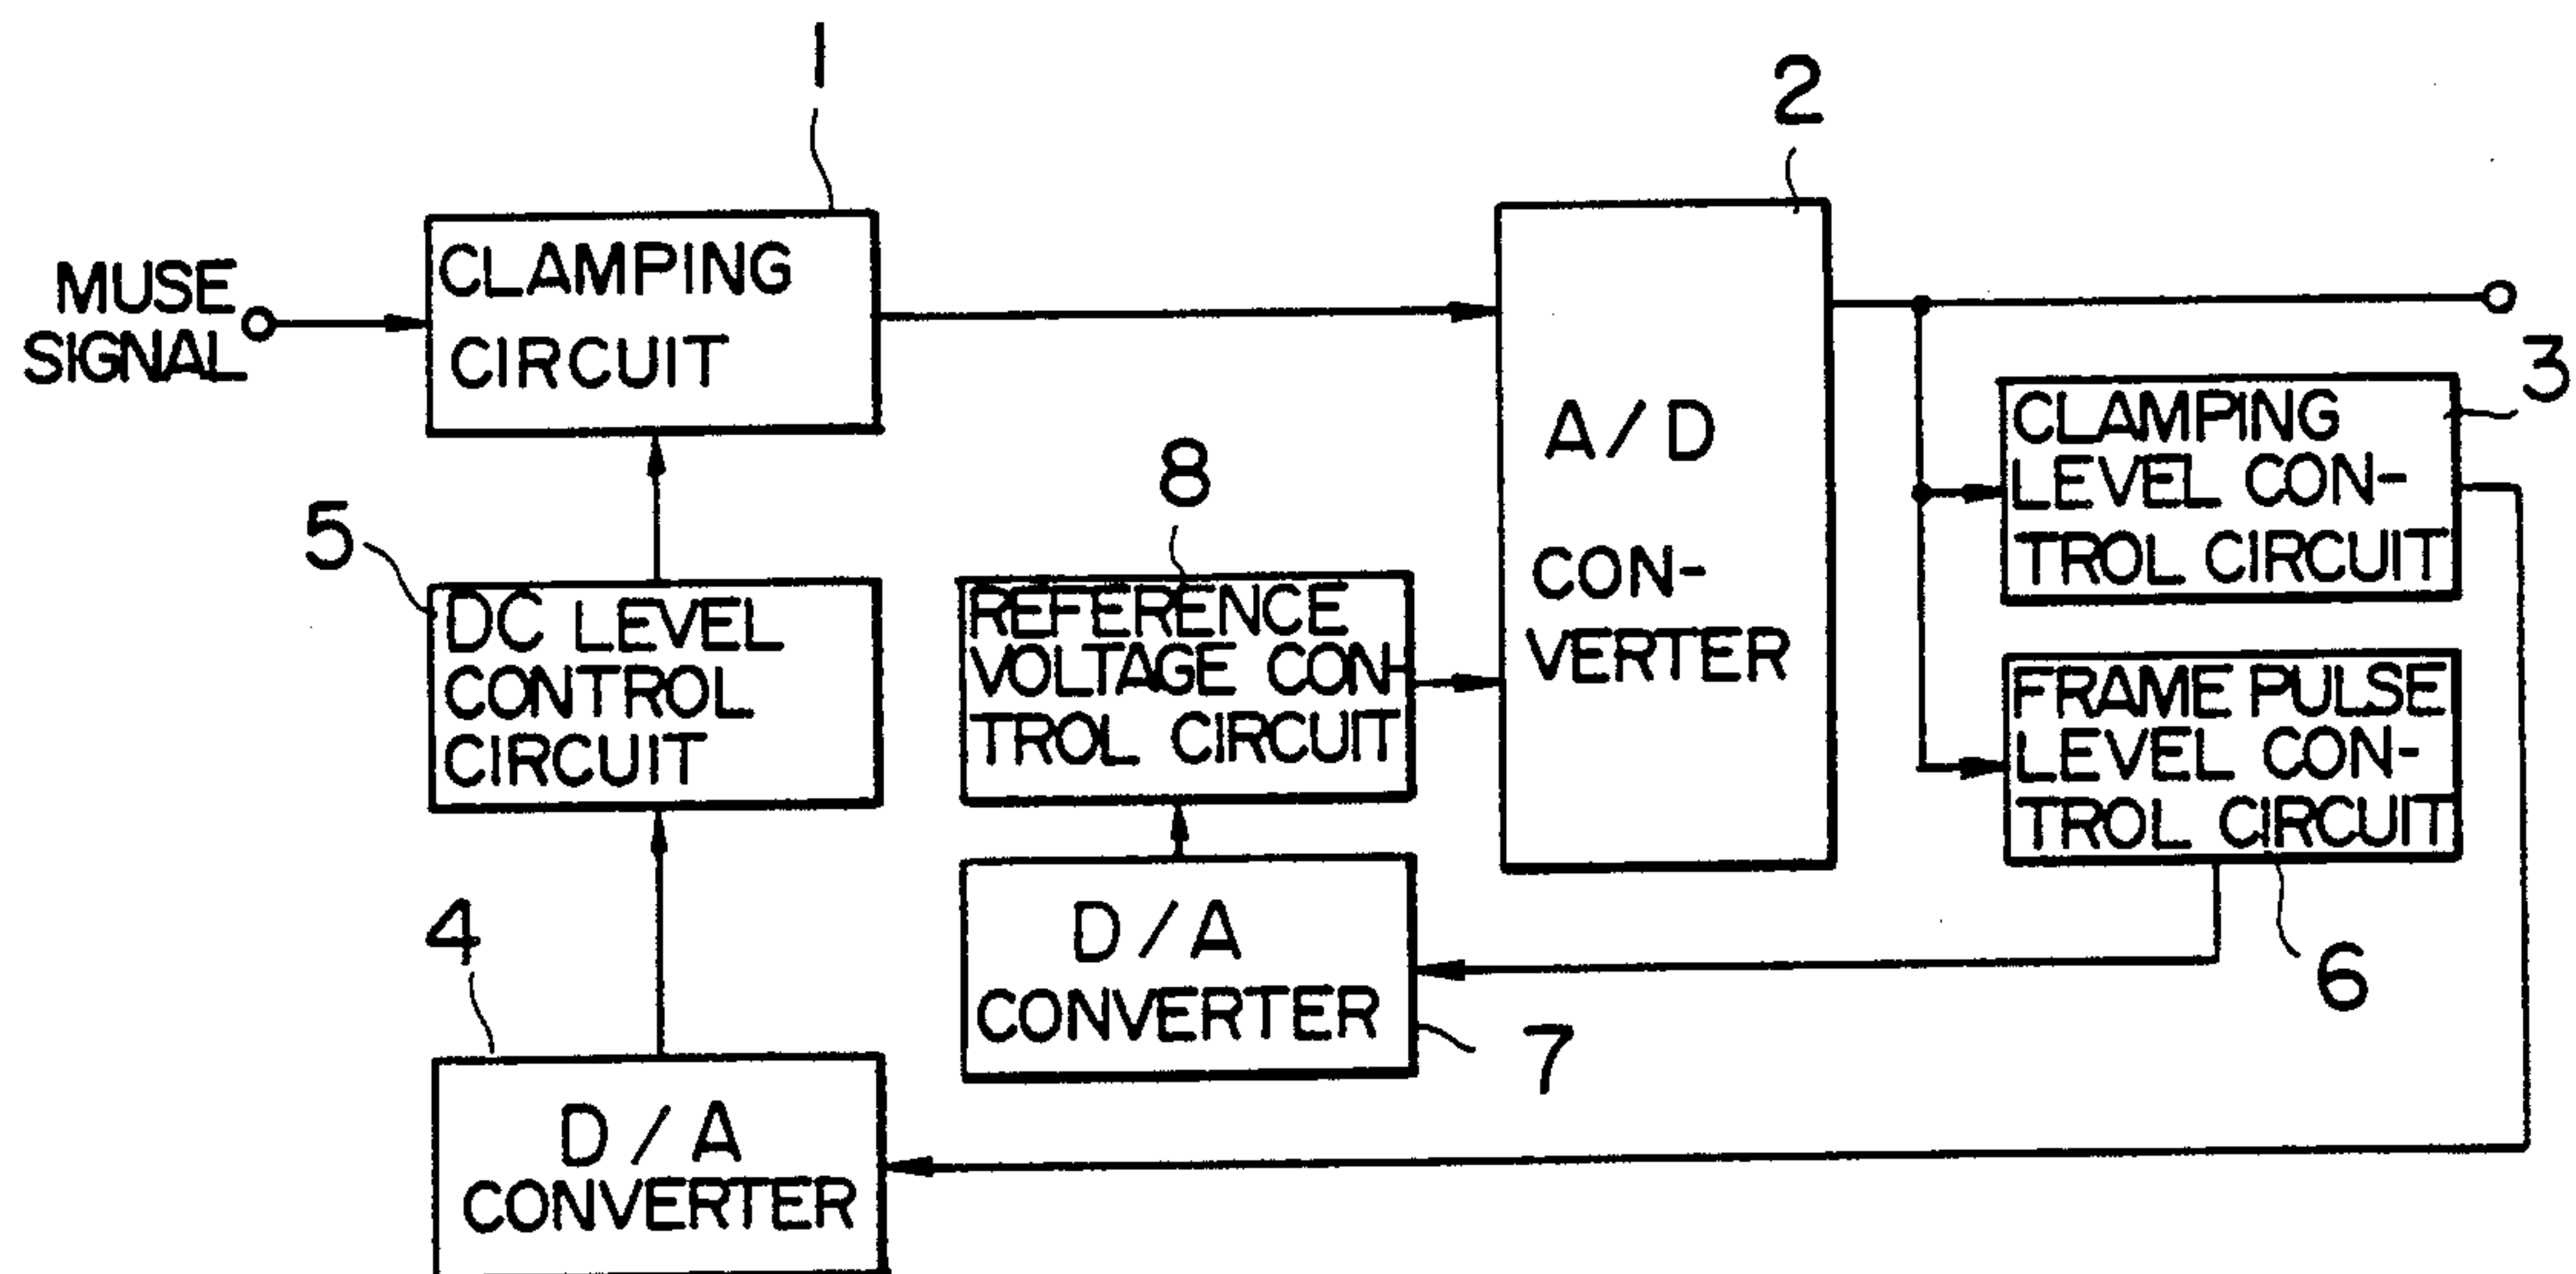 1
2
MUSE
SIGNAL
CLAMPING
CIRCUIT
A/D
CON-
VERTER
3
CLAMPING
LEVEL CON-
TROL CIRCUIT
5
DC LEVEL
CONTROL
CIRCUIT
8
REFERENCE
VOLTAGE CON-
TROL CIRCUIT
FRAME PULSE
LEVEL CON-
TROL CIRCUIT
6
D/A
CONVERTER
7
4
D/A
CONVERTER